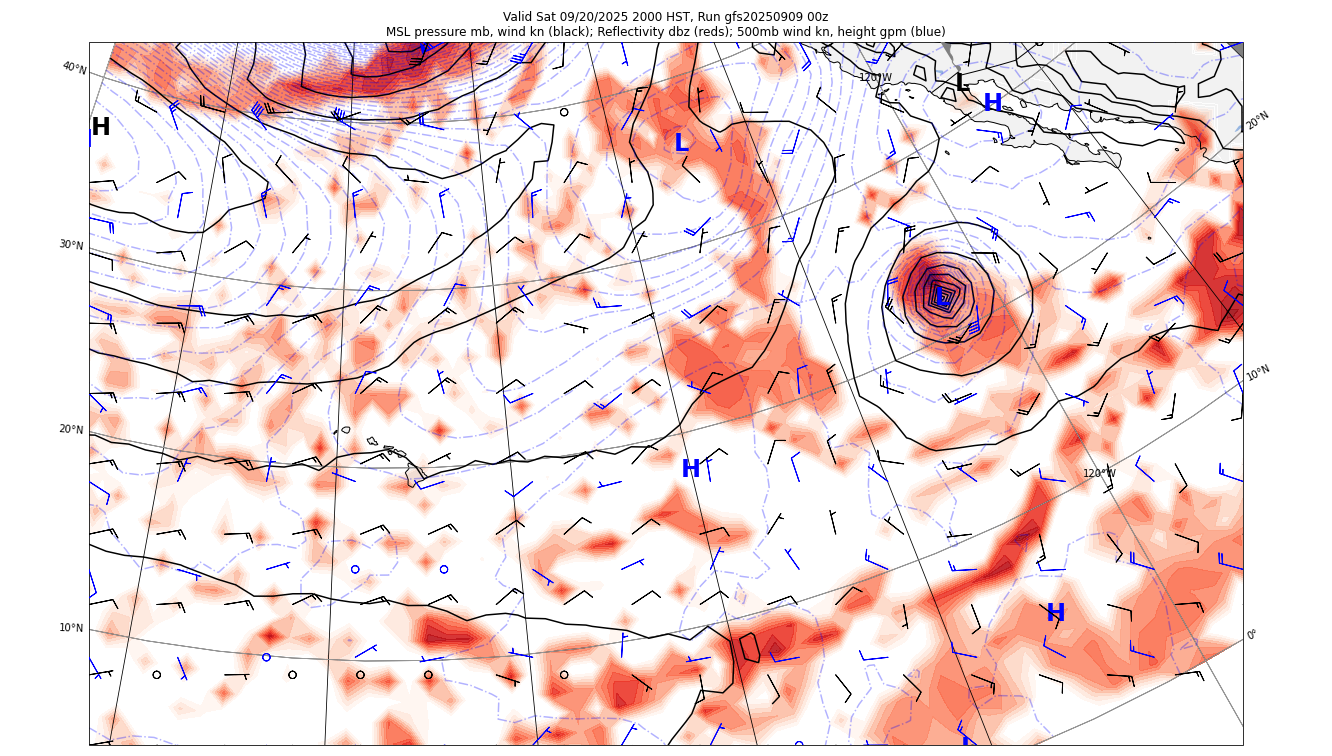 Valid Sat 09/20/2025 2000 HST, Run gfs20250909 00z
MSL pressure mb, wind kn (black); Reflectivity dbz (reds); 500mb wind kn, height gpm (blue)
40°N
120°W
L
H
20°N
H
L
30°N
L
10°N
20°N
H
120°W
H
10°N
0°
L